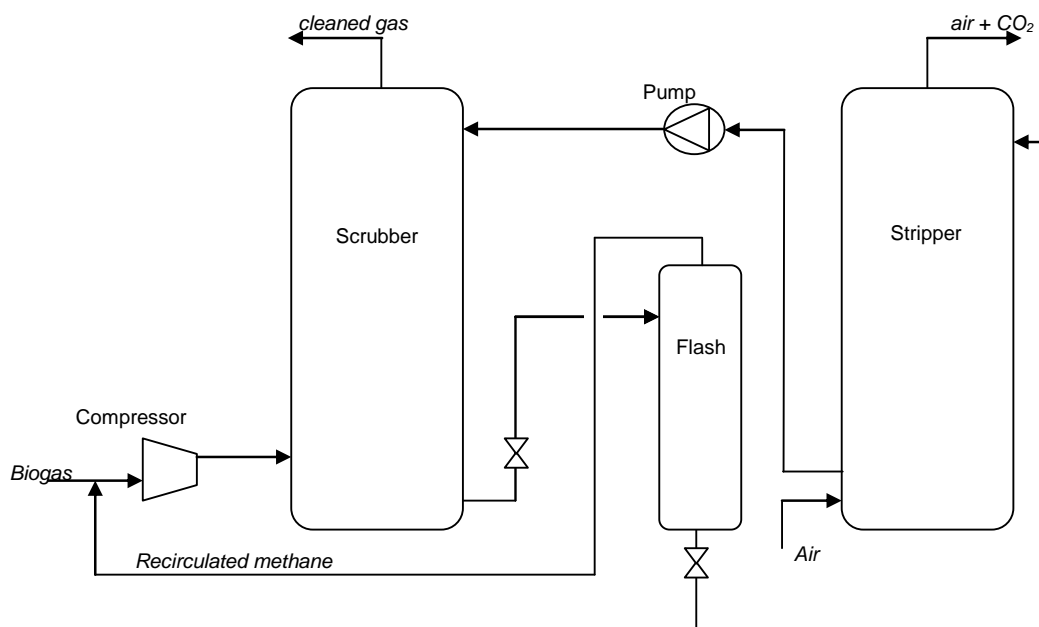 cleaned gas
air + CO₂
Pump
Scrubber
Stripper
Flash
Compressor
Biogas
Recirculated methane
Air